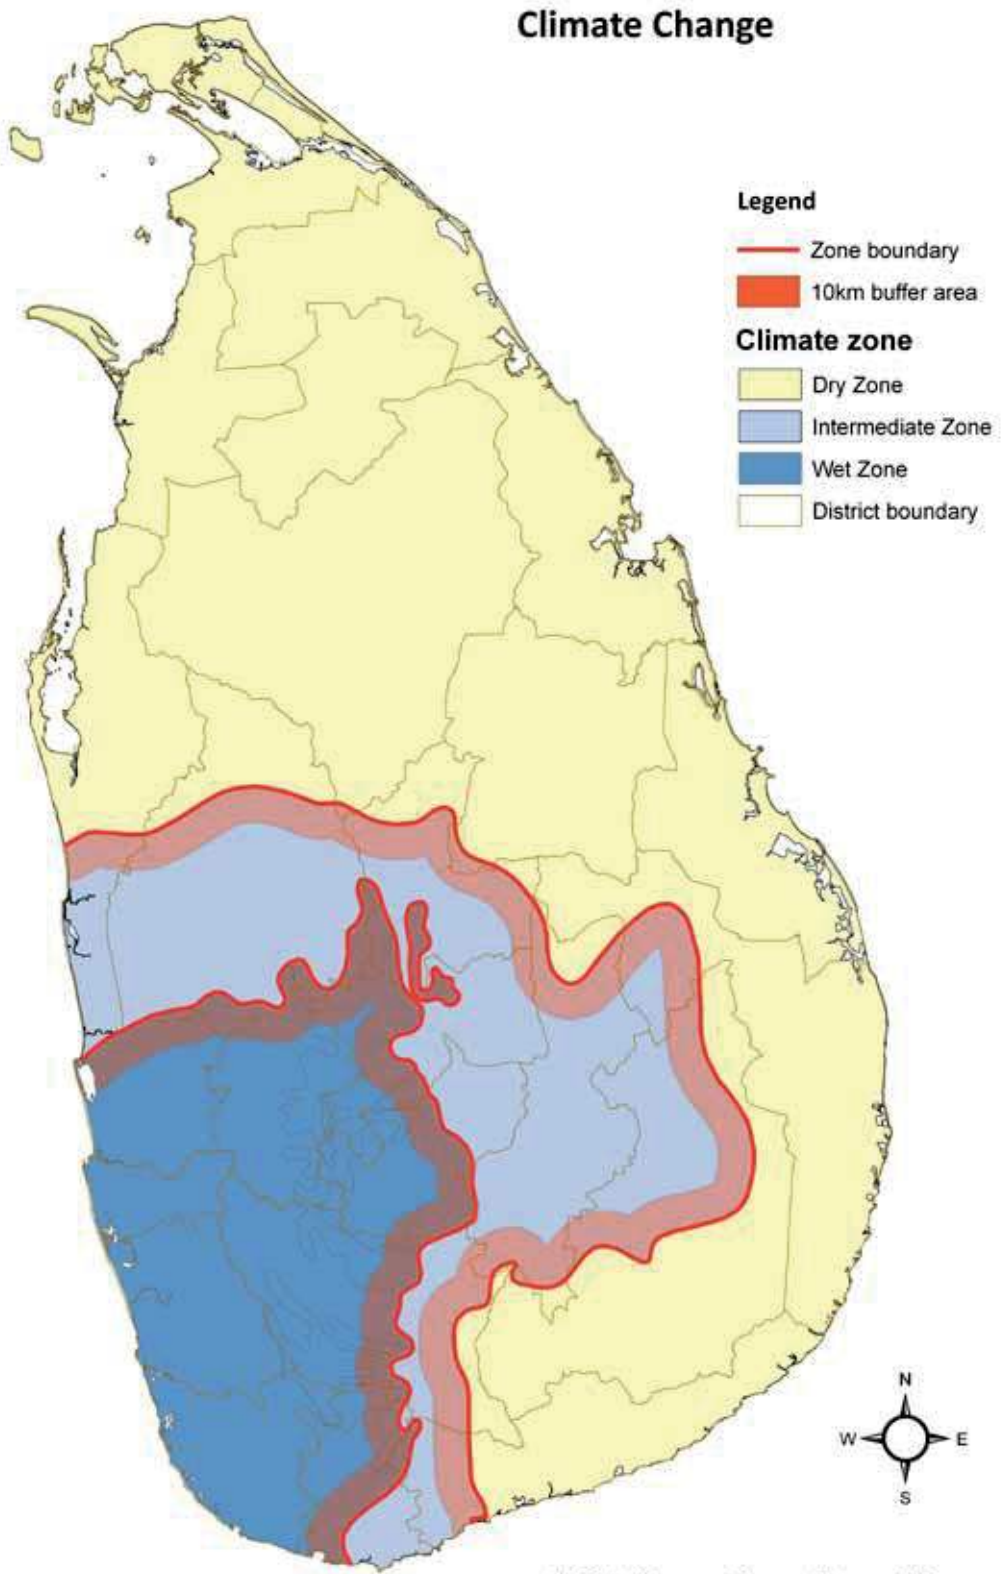 Climate Change
Legend
Zone boundary
10km buffer area
Climate zone
Dry Zone
Intermediate Zone
Wet Zone
District boundary
N
W E
S